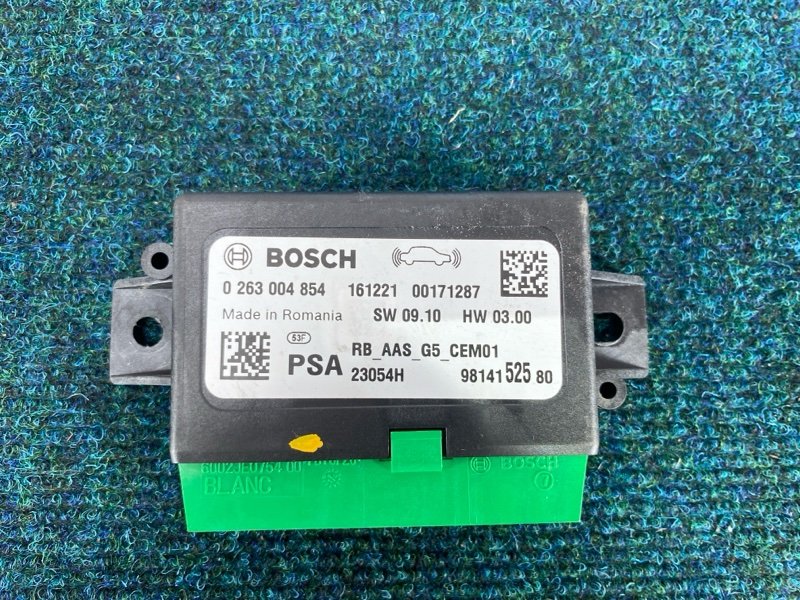 BOSCH
0 263 004 854 161221 00171287
Made in Romania SW 09.10 HW 03.00
53F
PSA RB_AAS_G5_CEM01
23054H 98141 525 80
BOSCH
BLANC